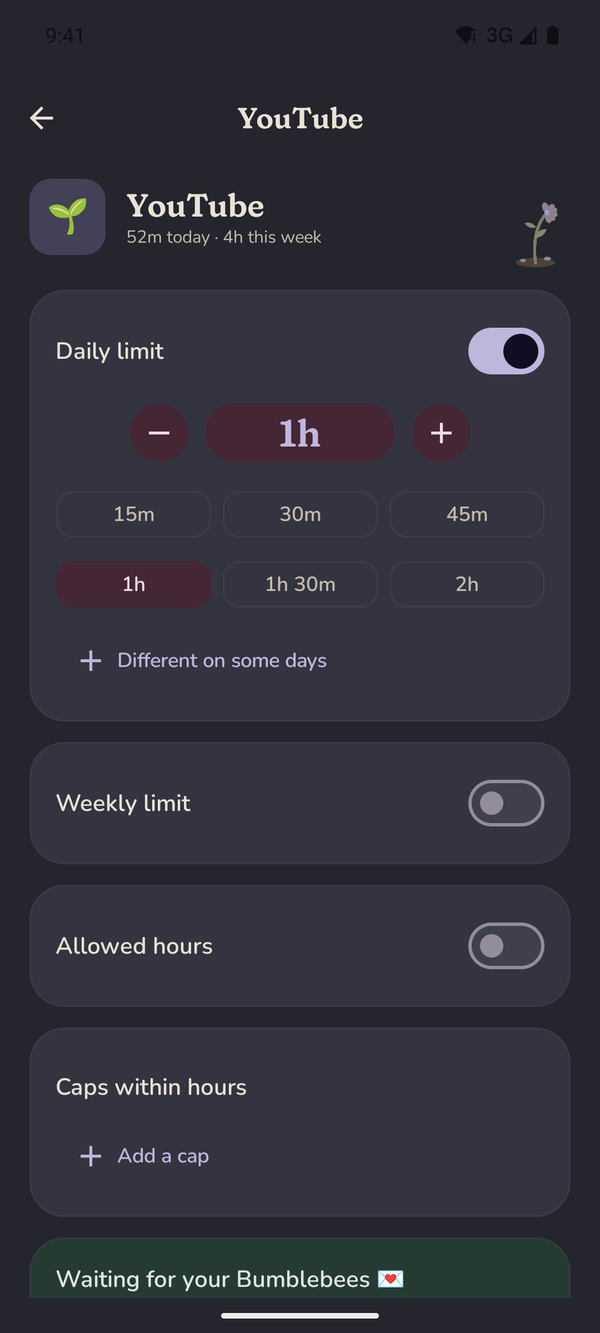 9:41
3G
YouTube
YouTube
52m today · 4h this week
Daily limit
1h
15m
30m
45m
1h
1h 30m
2h
Different on some days
Weekly limit
Allowed hours
Caps within hours
Add a cap
Waiting for your Bumblebees 💌